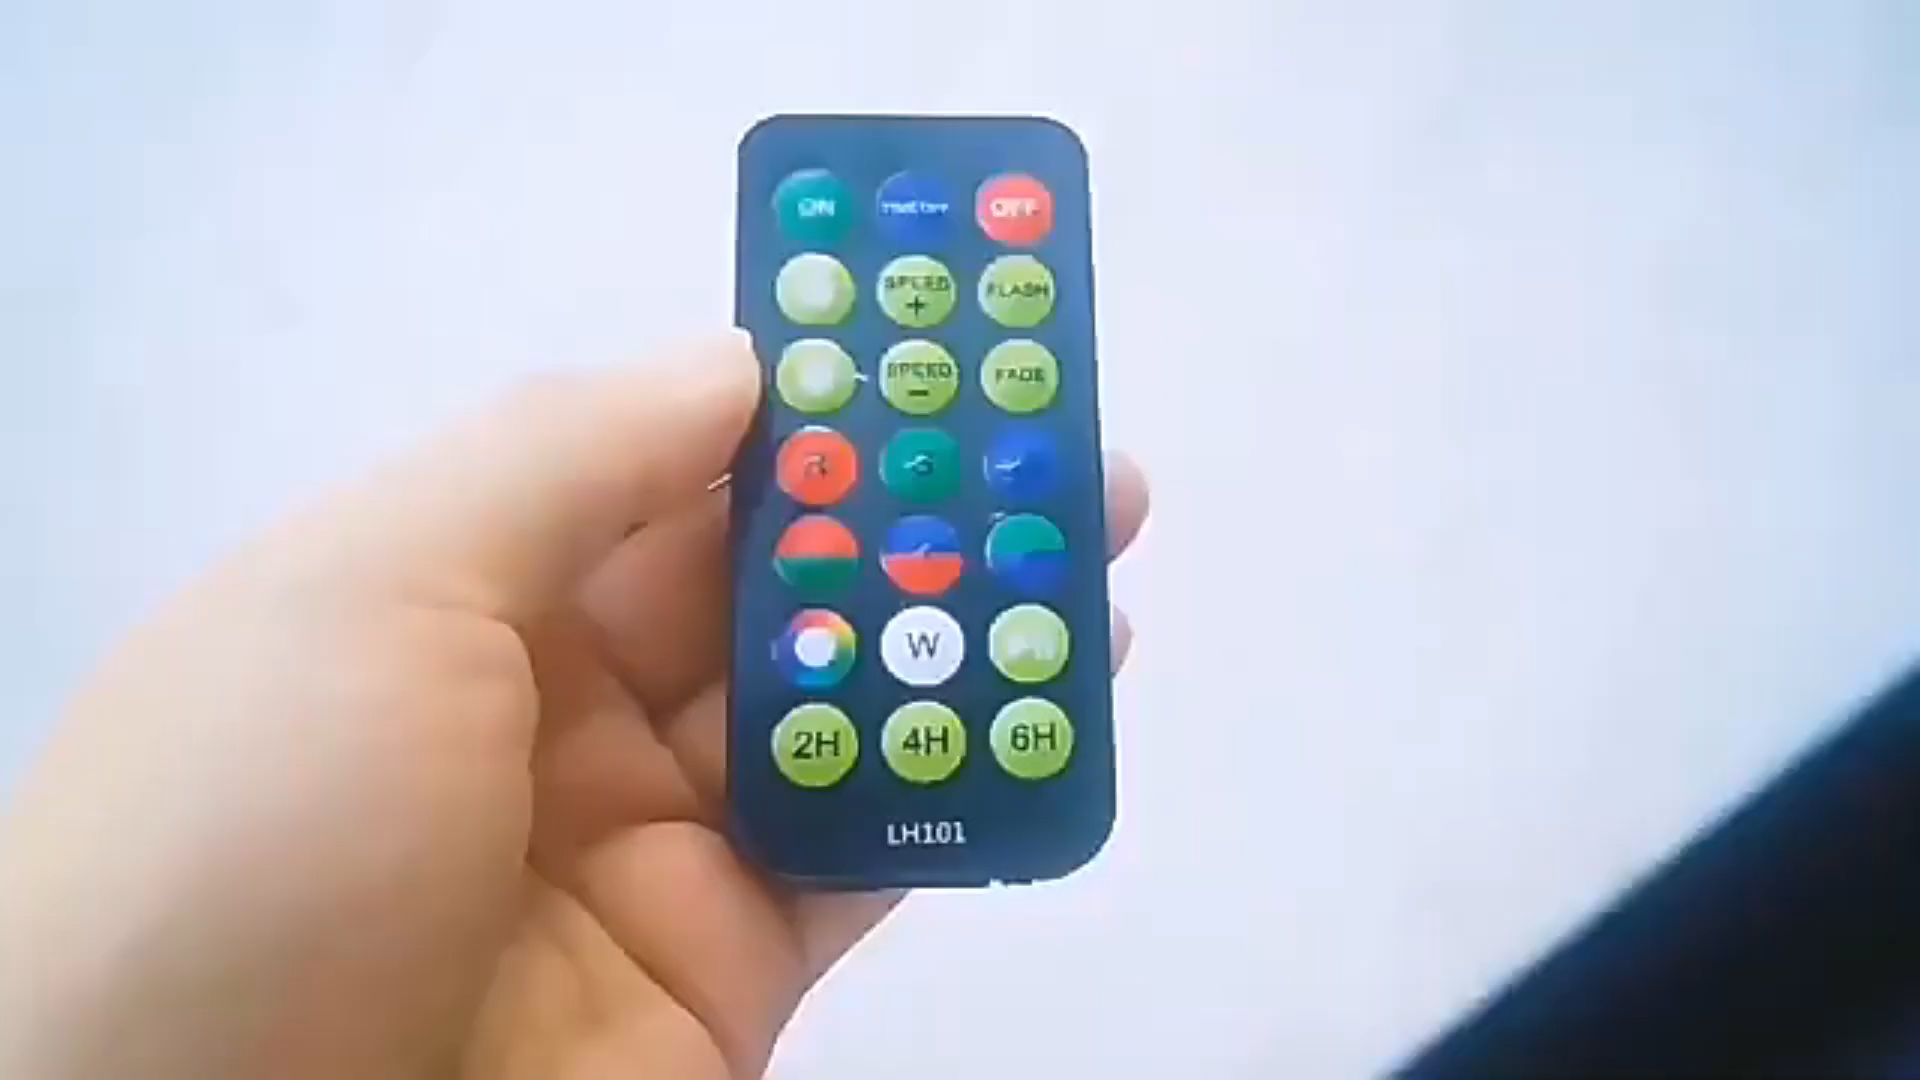 ON OFF
SPEED + FLASH
SPEED - FADE
R
W
2H 4H 6H
LH101